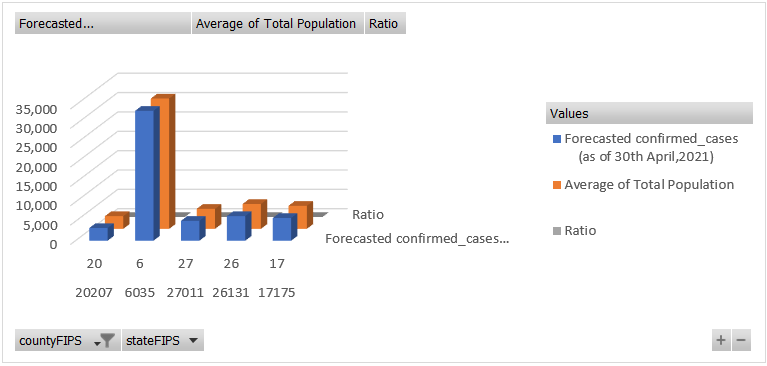 Forecasted... Average of Total Population Ratio
35,000
30,000
25,000
20,000
15,000
10,000
5,000
0
Ratio
Forecasted confirmed_cases...
20 6 27 26 17
20207 6035 27011 26131 17175
Values
Forecasted confirmed_cases
(as of 30th April,2021)
Average of Total Population
Ratio
countyFIPS stateFIPS
+ −